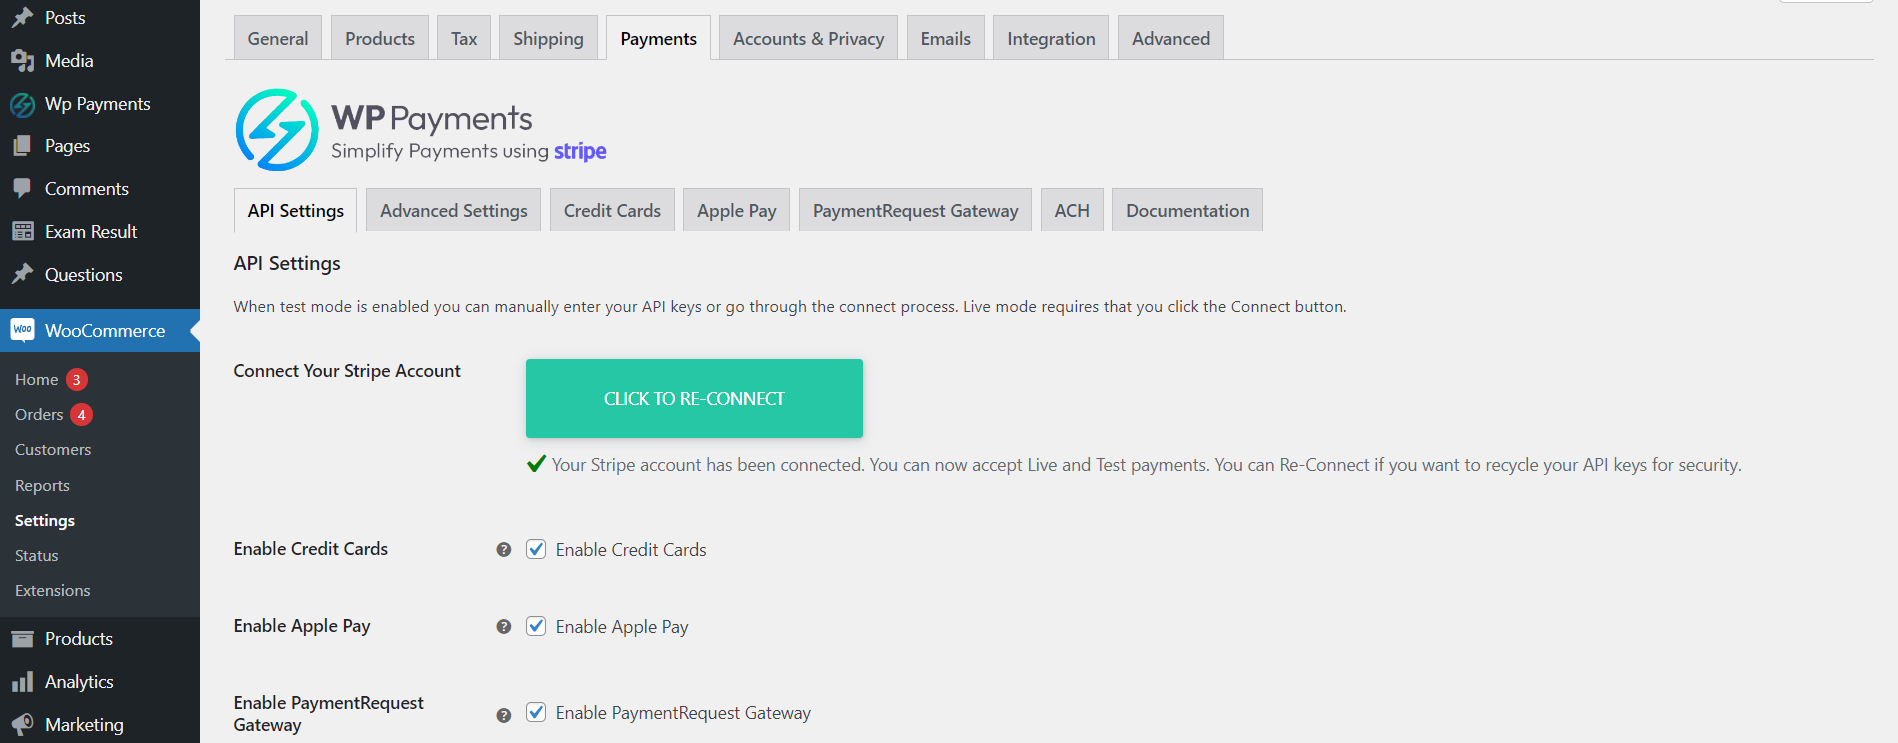 Posts
Media
Wp Payments
Pages
Comments
Exam Result
Questions
Woo WooCommerce
Home 3
Orders 4
Customers
Reports
Settings
Status
Extensions
Products
Analytics
Marketing
General Products Tax Shipping Payments Accounts & Privacy Emails Integration Advanced
WP Payments
Simplify Payments using stripe
API Settings Advanced Settings Credit Cards Apple Pay PaymentRequest Gateway ACH Documentation
API Settings
When test mode is enabled you can manually enter your API keys or go through the connect process. Live mode requires that you click the Connect button.
Connect Your Stripe Account
CLICK TO RE-CONNECT
Your Stripe account has been connected. You can now accept Live and Test payments. You can Re-Connect if you want to recycle your API keys for security.
Enable Credit Cards ? Enable Credit Cards
Enable Apple Pay ? Enable Apple Pay
Enable PaymentRequest
Gateway ? Enable PaymentRequest Gateway